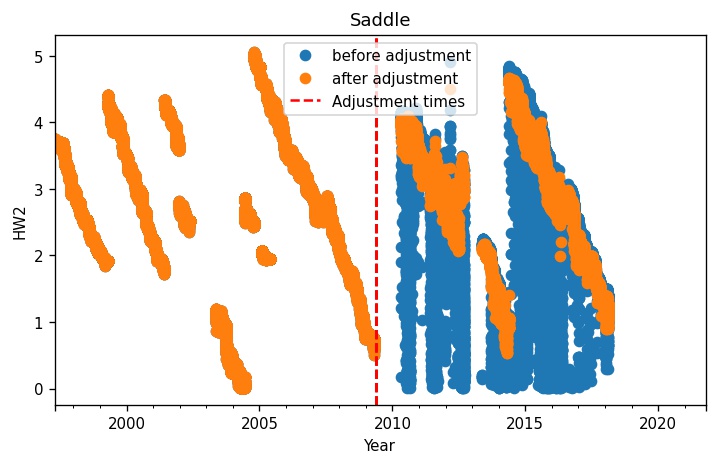 Saddle
before adjustment
after adjustment
Adjustment times
5
4
3
2
1
0
HW2
2000 2005 2010 2015 2020
Year